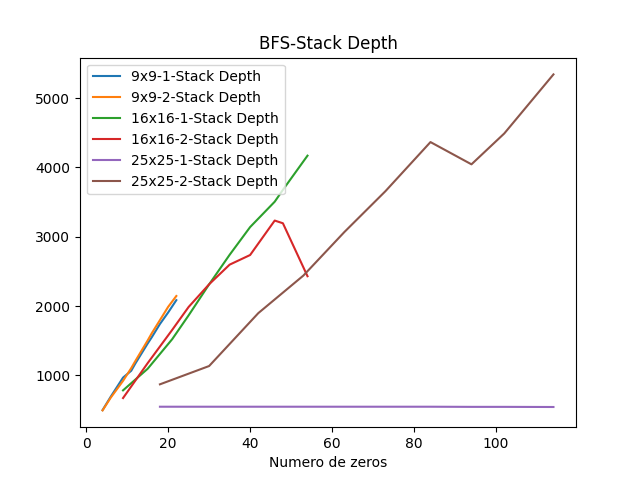 BFS-Stack Depth
9x9-1-Stack Depth
9x9-2-Stack Depth
16x16-1-Stack Depth
16x16-2-Stack Depth
25x25-1-Stack Depth
25x25-2-Stack Depth
5000
4000
3000
2000
1000
0 20 40 60 80 100
Numero de zeros